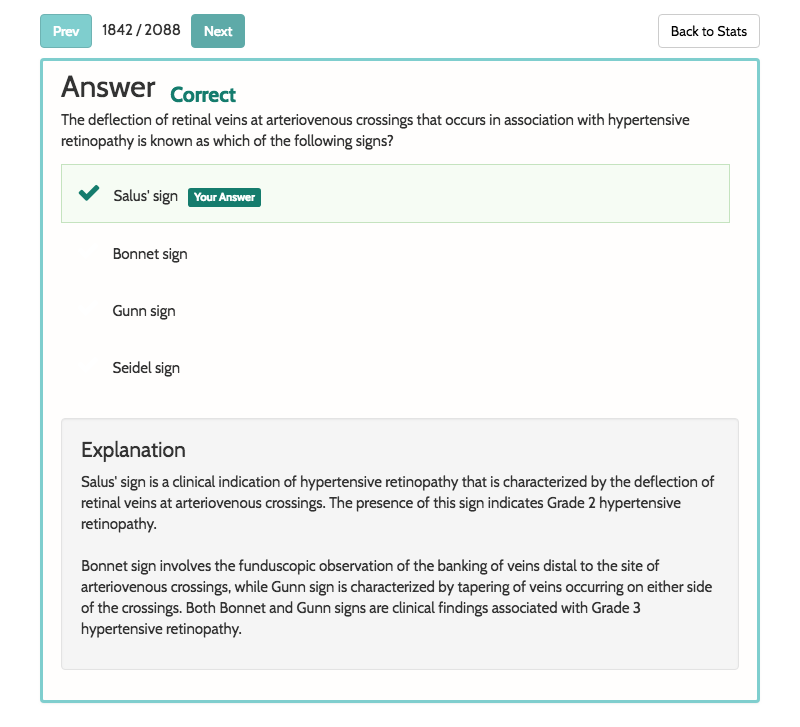 Prev 1842 / 2088 Next Back to Stats
Answer Correct
The deflection of retinal veins at arteriovenous crossings that occurs in association with hypertensive
retinopathy is known as which of the following signs?
Salus' sign Your Answer
Bonnet sign
Gunn sign
Seidel sign
Explanation
Salus' sign is a clinical indication of hypertensive retinopathy that is characterized by the deflection of
retinal veins at arteriovenous crossings. The presence of this sign indicates Grade 2 hypertensive
retinopathy.
Bonnet sign involves the funduscopic observation of the banking of veins distal to the site of
arteriovenous crossings, while Gunn sign is characterized by tapering of veins occurring on either side
of the crossings. Both Bonnet and Gunn signs are clinical findings associated with Grade 3
hypertensive retinopathy.